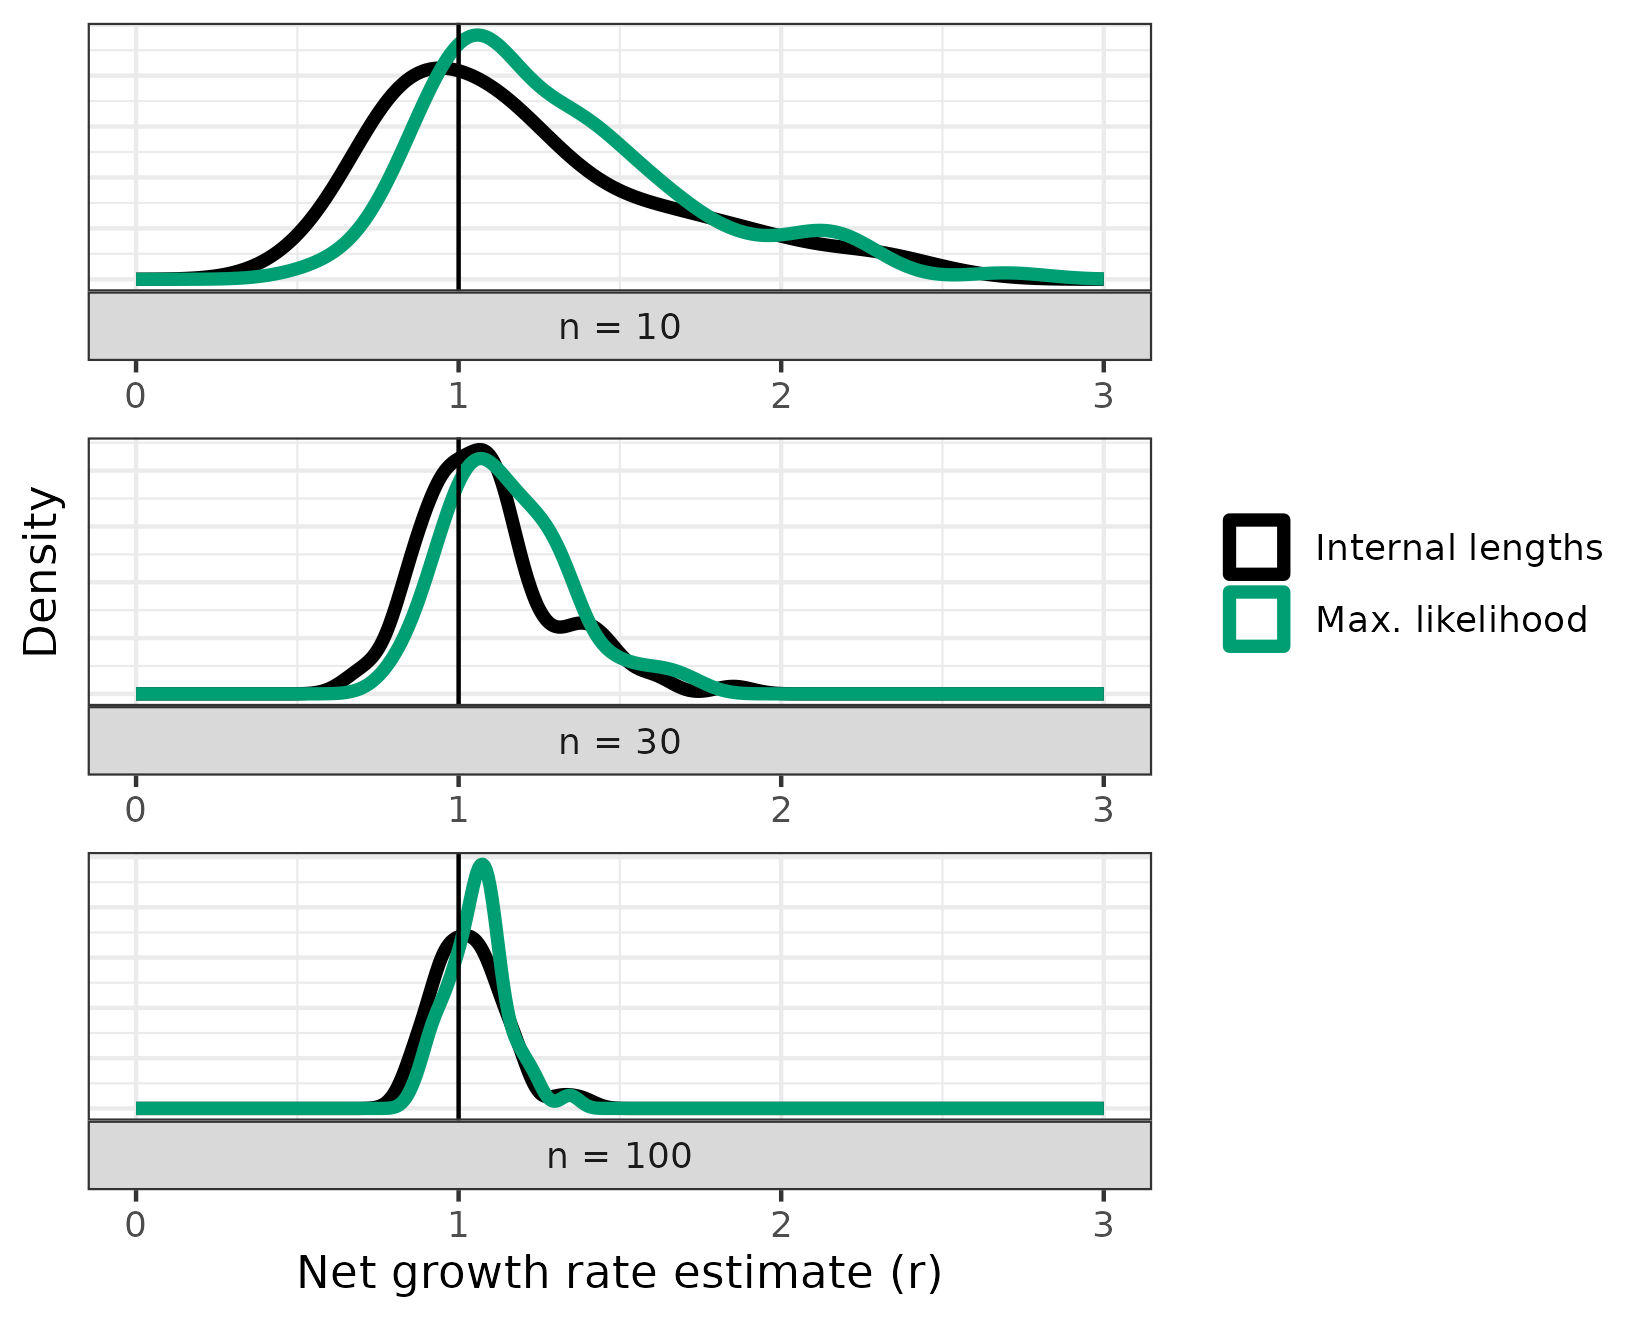 n = 10
0 1 2 3
Density
n = 30
0 1 2 3
Internal lengths
Max. likelihood
n = 100
0 1 2 3
Net growth rate estimate (r)